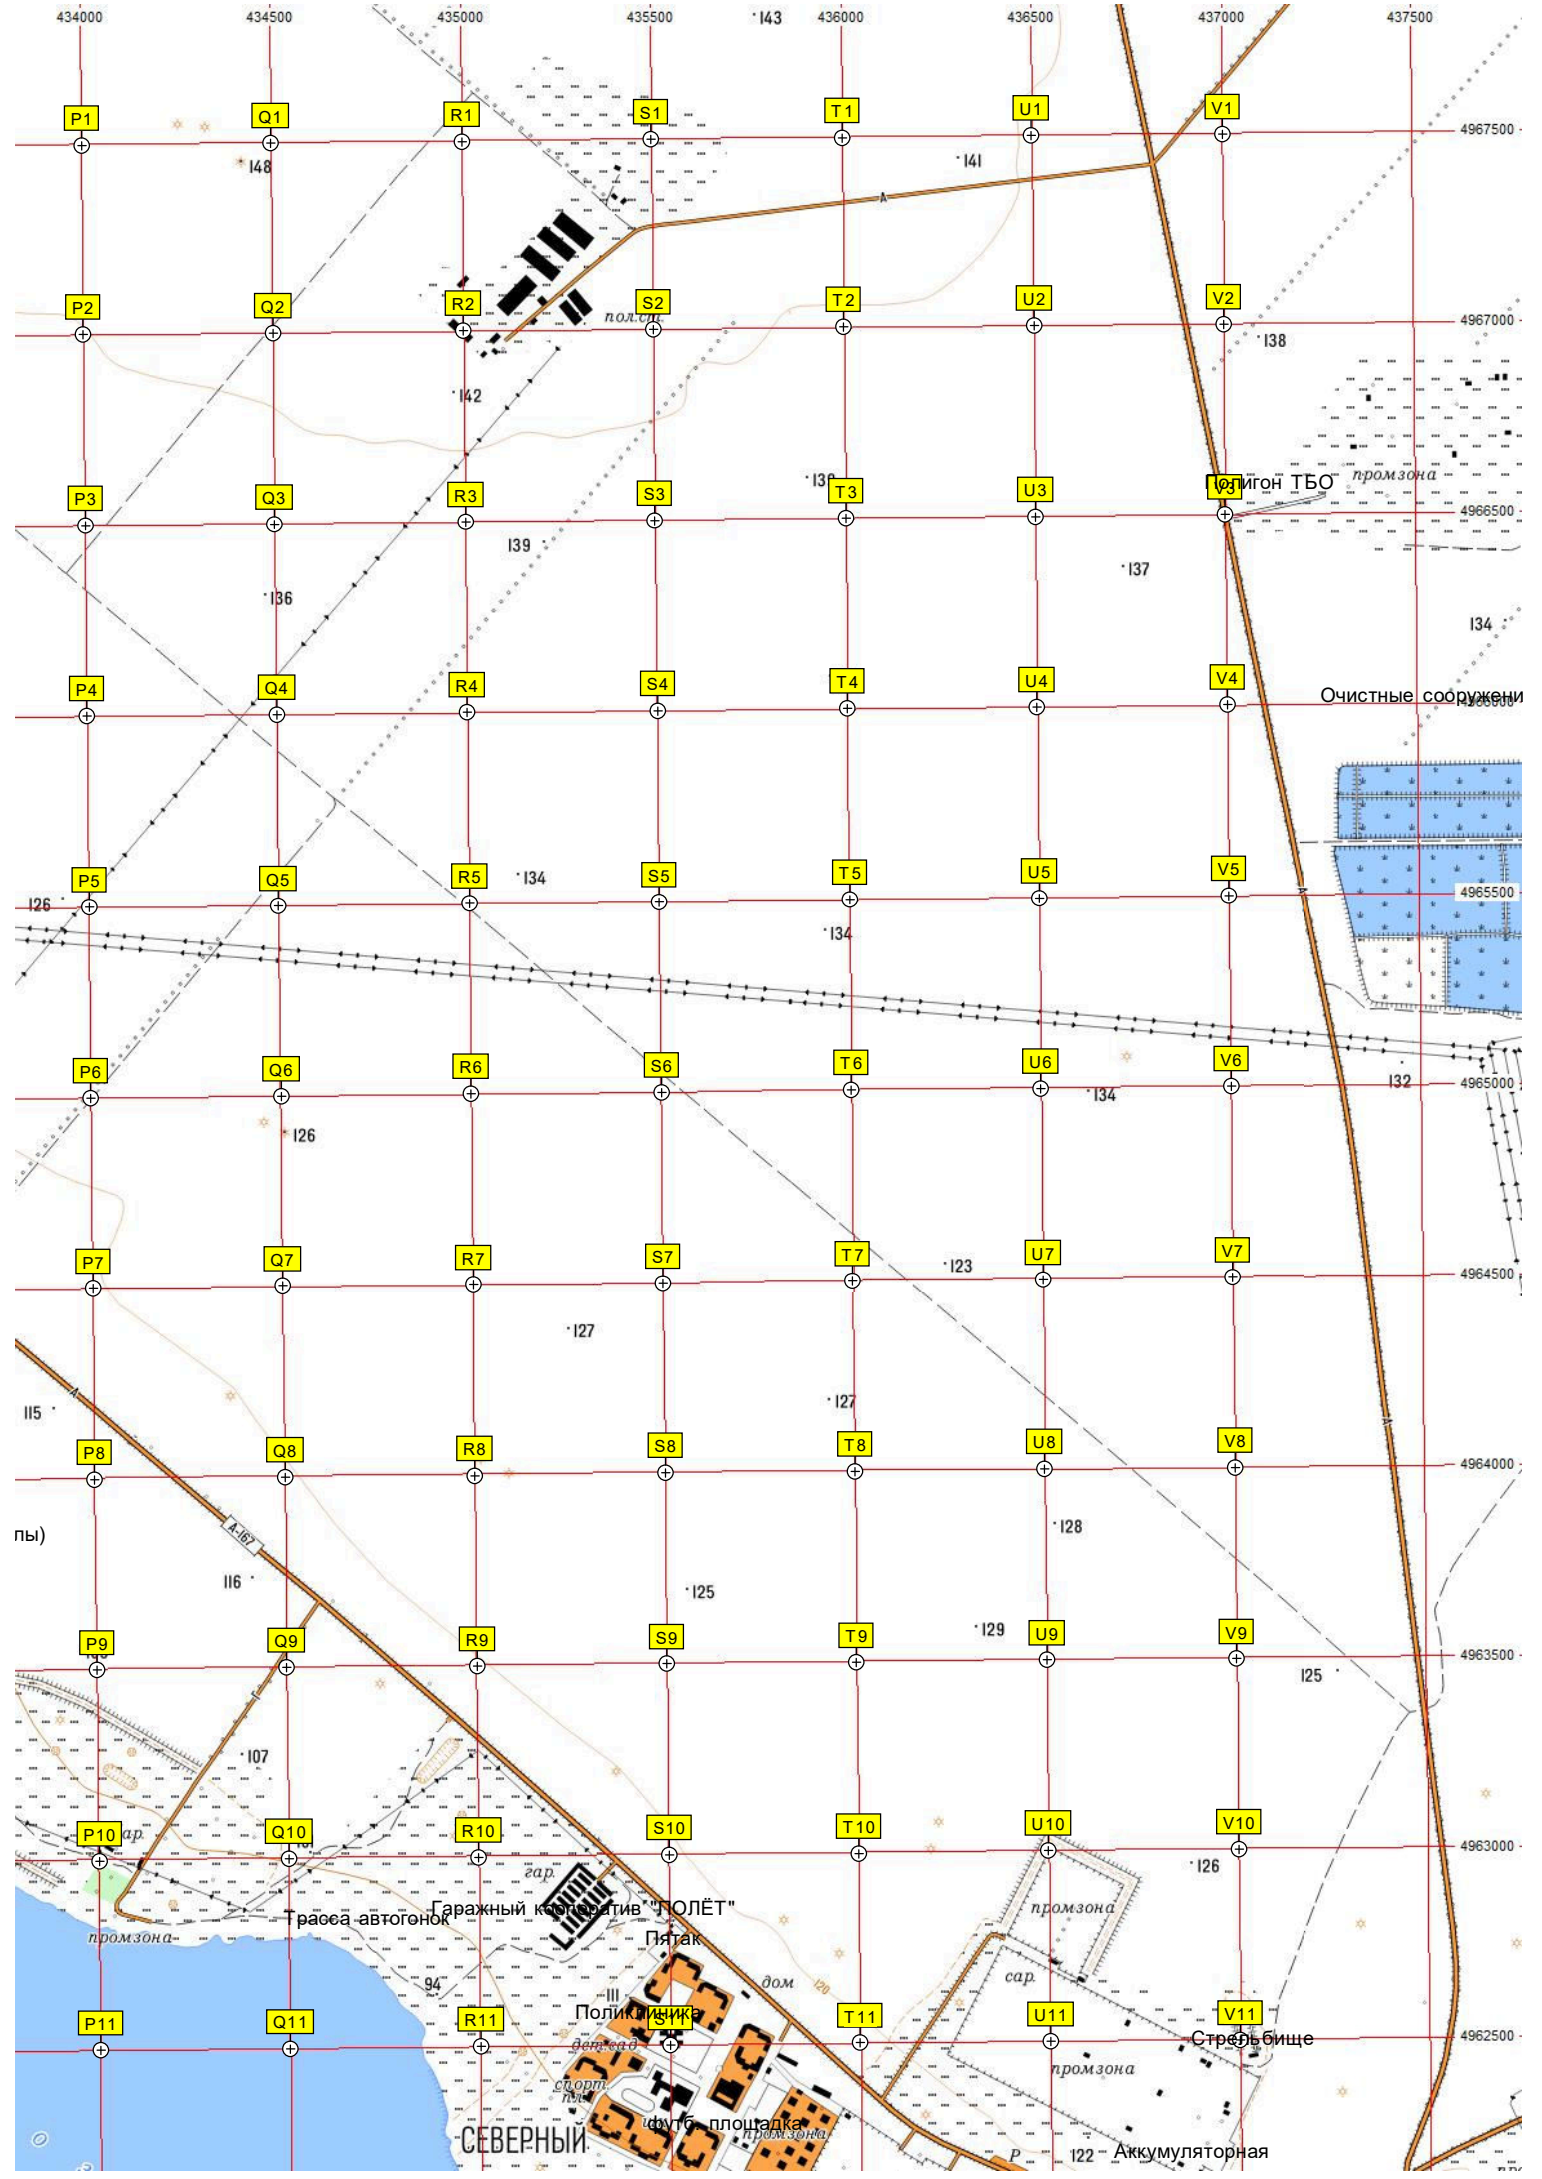 434000 434500 435000 435500 436000 436500 437000 437500
143
P1 Q1 R1 S1 T1 U1 V1 4967500
148 141
P2 Q2 R2 S2 T2 U2 V2 4967000
пол.ст.
138
142
промзона
P3 Q3 R3 S3 T3 U3 V3 4966500
Полигон ТБО
139
137
136
134
P4 Q4 R4 S4 T4 U4 V4
Очистные сооружени
P5 Q5 R5 S5 T5 U5 V5 4965500
126 134
А
134
P6 Q6 R6 S6 T6 U6 V6 4965000
134 132
126
P7 Q7 R7 S7 T7 U7 V7 4964500
123
127
А
115 127
А
P8 Q8 R8 S8 T8 U8 V8 4964000
128
пы)
А-167
116 125
129
P9 Q9 R9 S9 T9 U9 V9 4963500
125
Г
107
P10 Q10 R10 S10 T10 U10 V10 4963000
ар.
126
гар.
Гаражный кооператив "ПОЛЁТ"
Трасса автогонок
промзона
промзона
Пятак
94 дом сар.
120
111
Поликлиника
P11 Q11 R11 S11 T11 U11 V11 4962500
Стрельбище
дет.сад
промзона
спорт.
пл.
футб. площадка
промзона
СЕВЕРНЫЙ
Р 122 Аккумуляторная
О